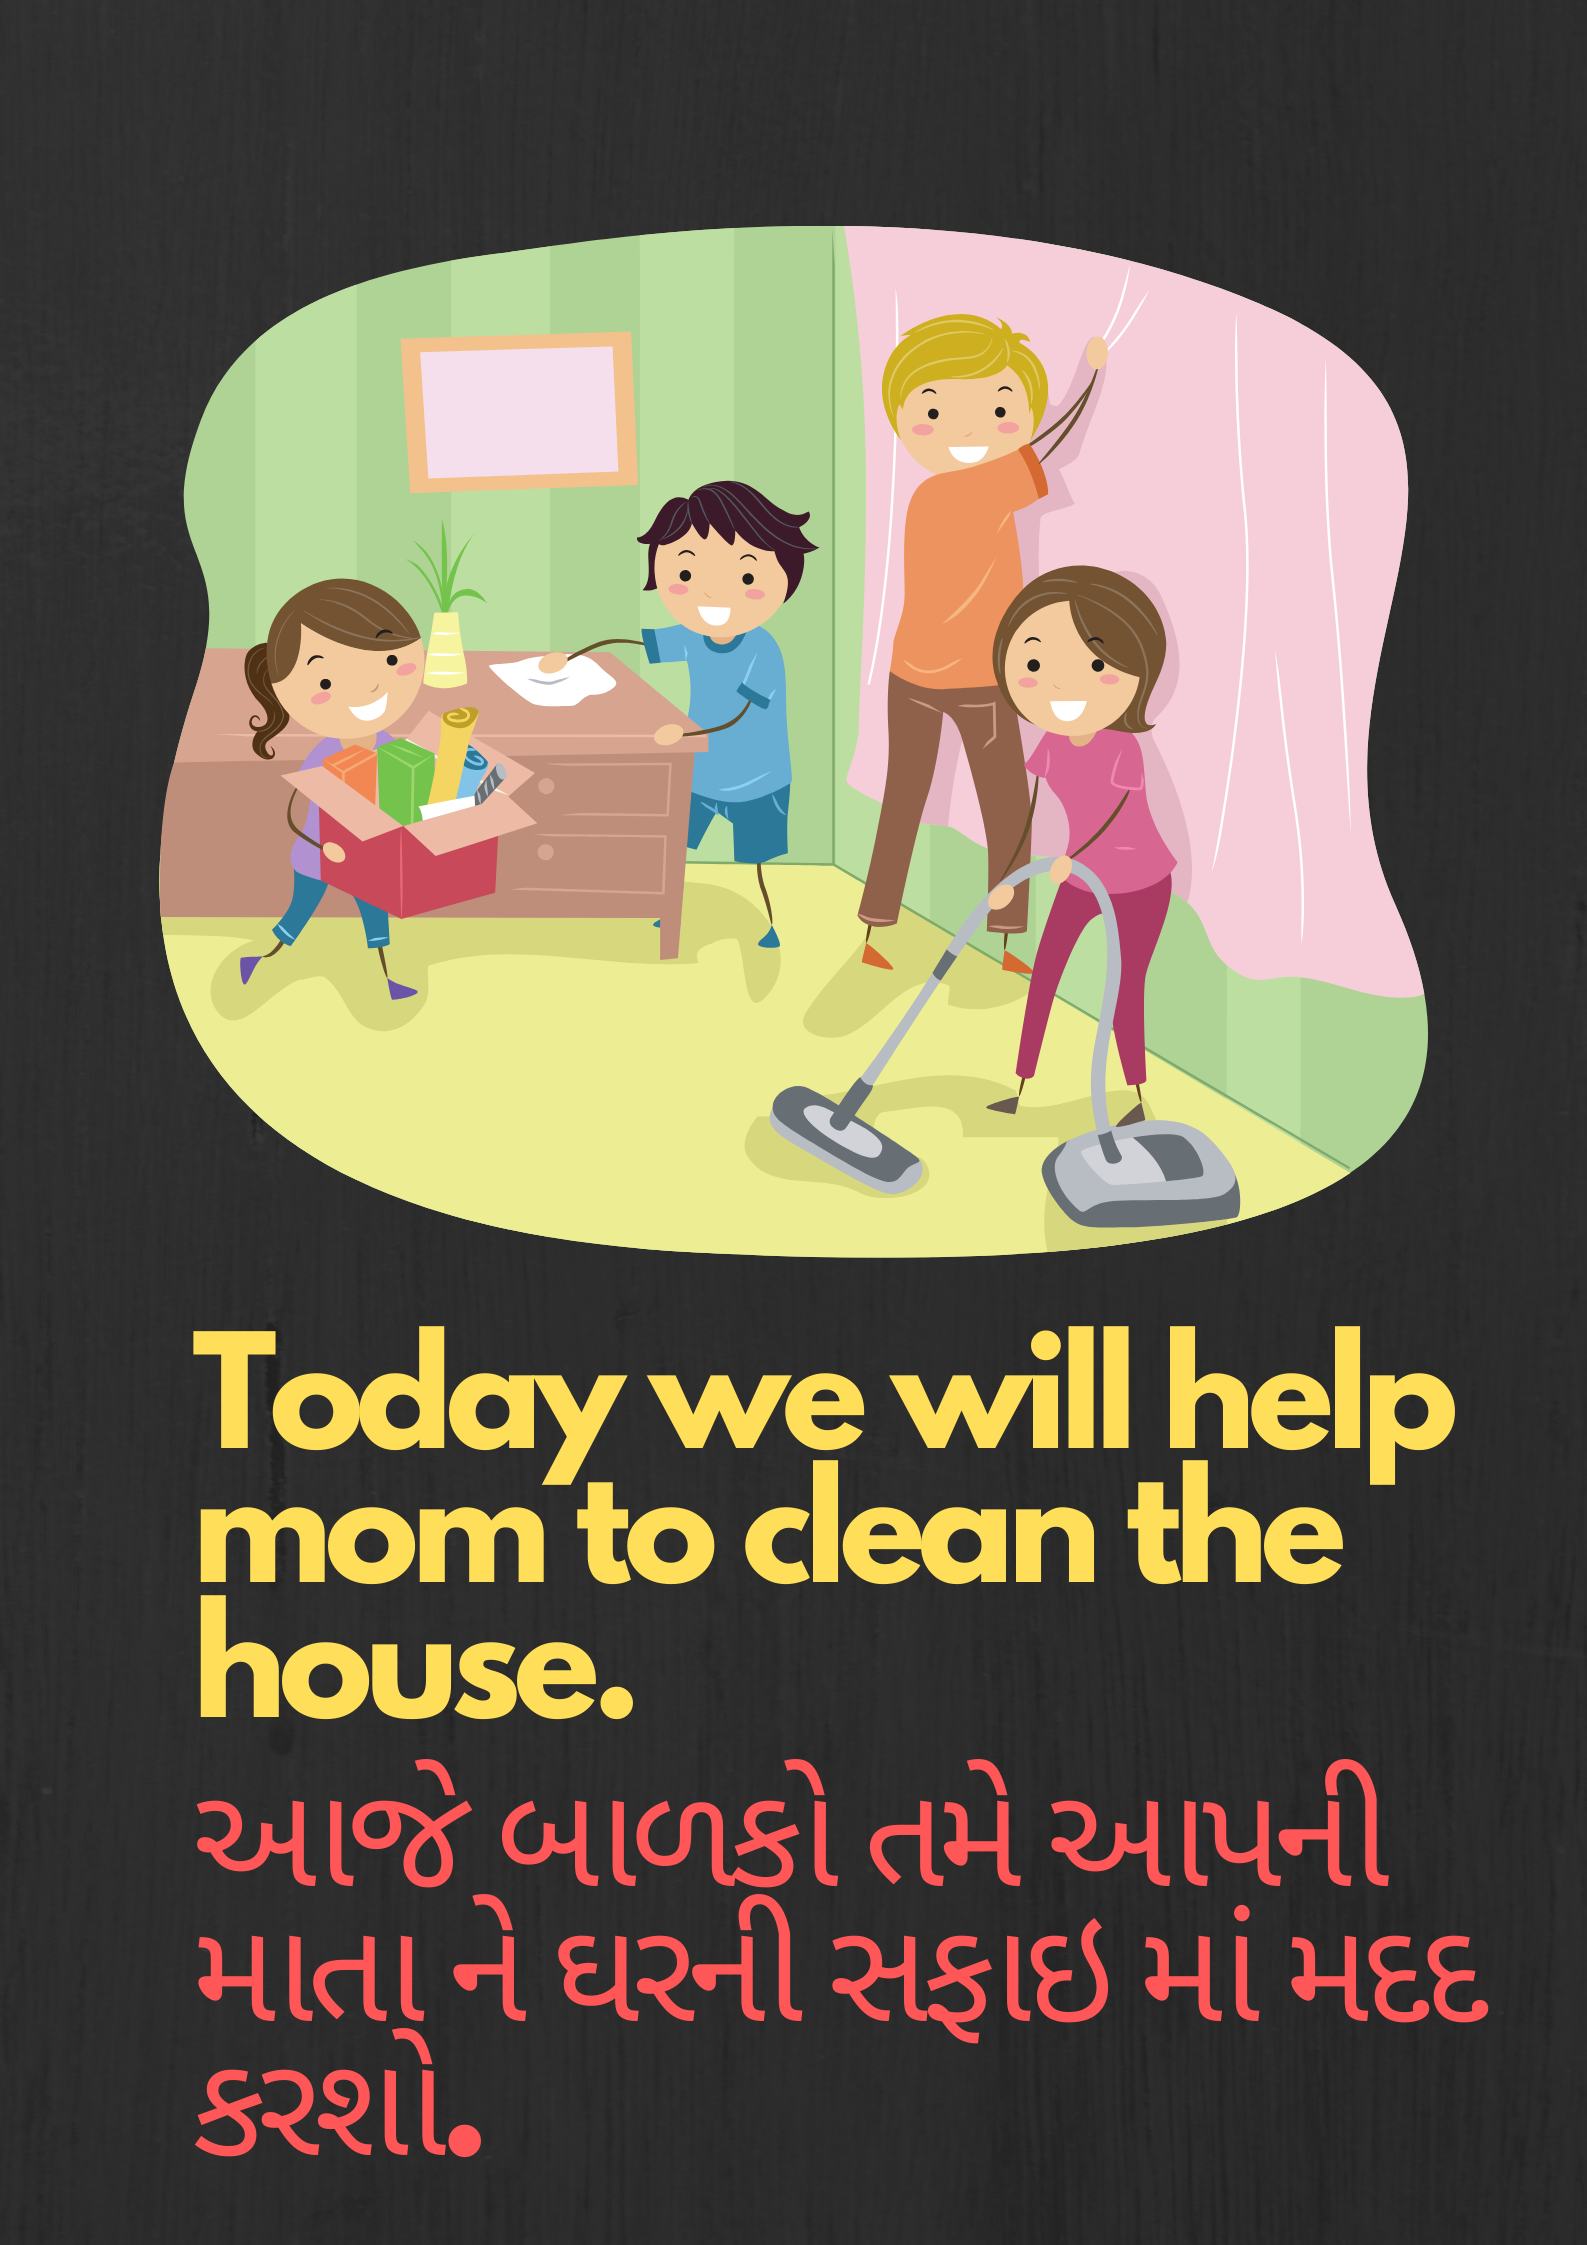 Today we will help
mom to clean the
house.
આજે બાળકો તમે આપની
માતા ને ઘરની સફાઇ માં મદદ
કરશો.